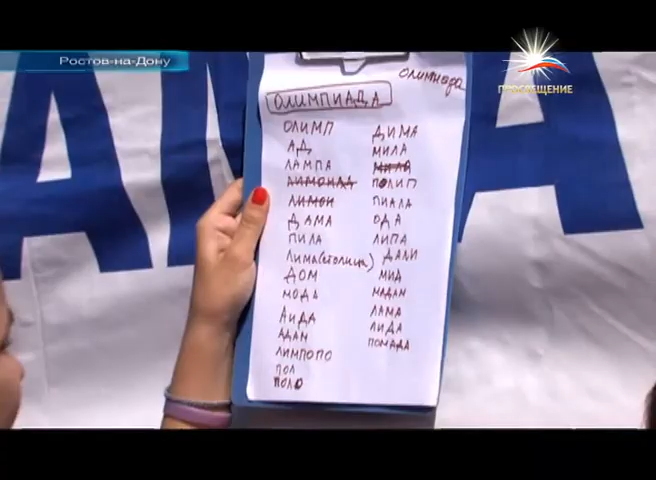 Ростов-на-Дону
ПРОСВЕЩЕНИЕ
Олимпиада
ОЛИМПИАДА
ОЛИМП
АД
ЛАМПА
ЛИМОНАД
ЛИМОН
ДАМА
ПИЛА
ЛИМА(столица)
ДОМ
МОДА
АИДА
АДАМ
ЛИМПОПО
ПОЛ
ПОЛО
ДИМА
МИЛА
МИЛО
ПОЛИП
ПИАЛА
ОДА
ЛИПА
ДАЛИ
МИД
МАДАМ
ЛАМА
ЛИДА
ПОМАДА